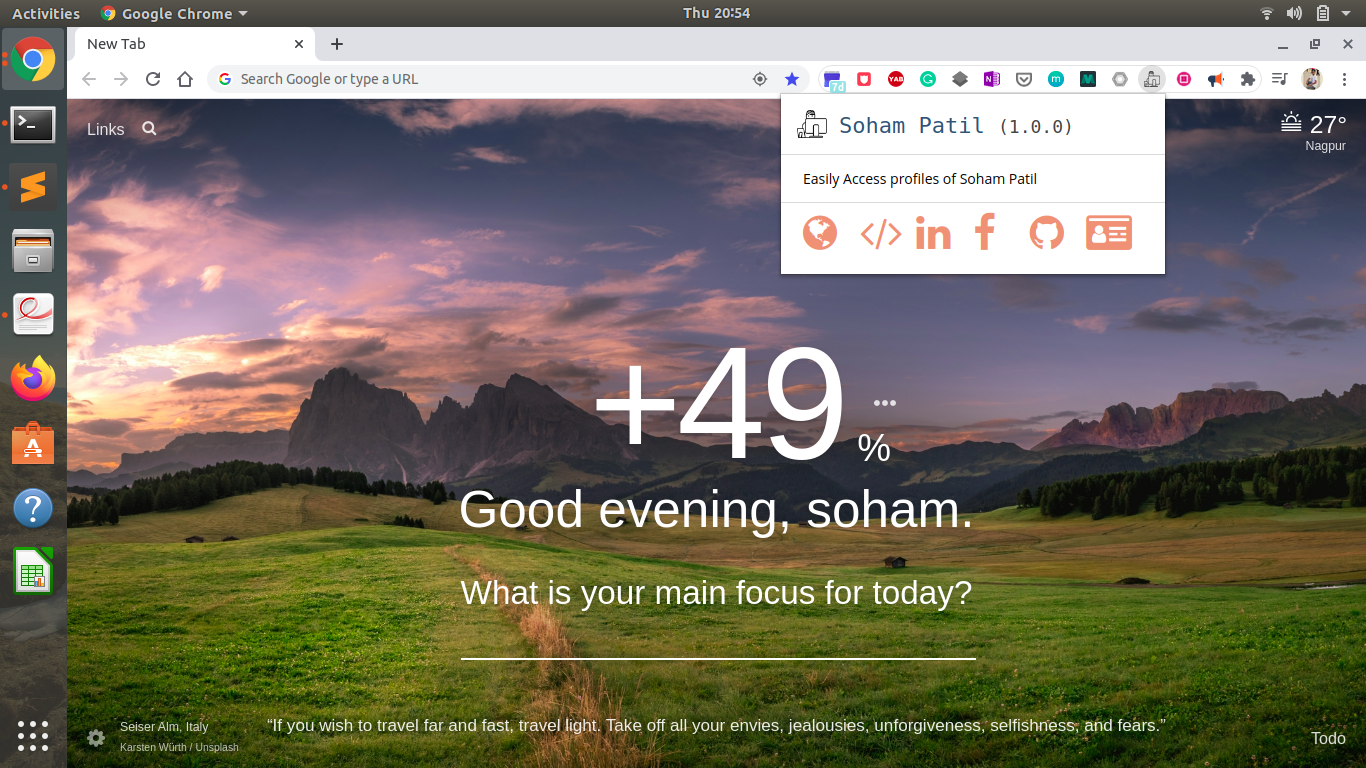 Activities Google Chrome Thu 20:54
New Tab
Search Google or type a URL
YAB
7d
N
m
M
Links
Soham Patil (1.0.0)
27°
Nagpur
Easily Access profiles of Soham Patil
</>
in
f
+49
%
Good evening, soham.
What is your main focus for today?
“If you wish to travel far and fast, travel light. Take off all your envies, jealousies, unforgiveness, selfishness, and fears.”
Seiser Alm, Italy
Karsten Würth / Unsplash
Todo